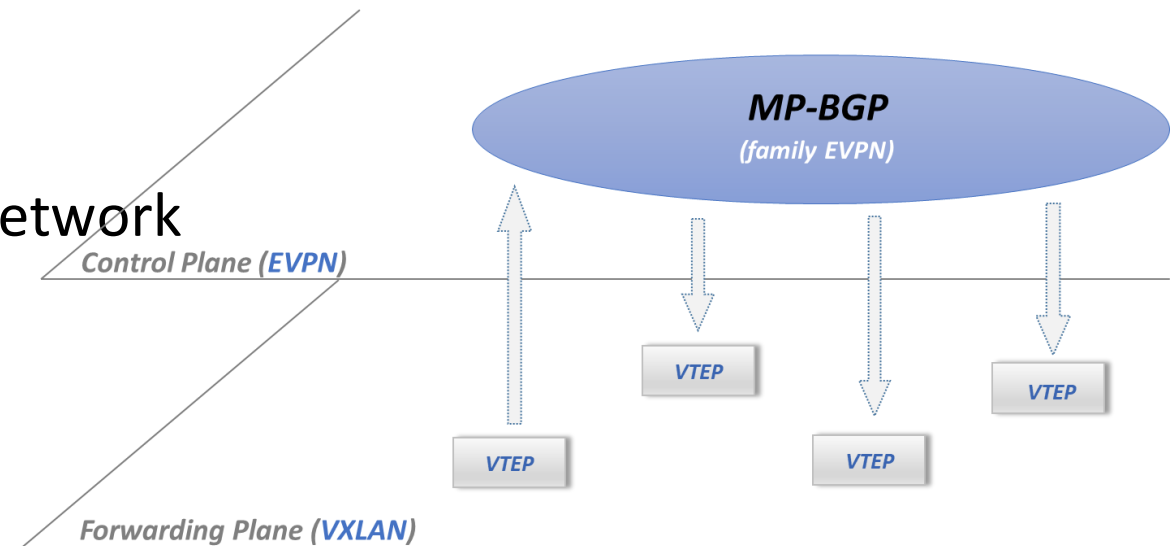 MP-BGP
(family EVPN)
etwork
Control Plane (EVPN)
VTEP
VTEP
VTEP
VTEP
Forwarding Plane (VXLAN)